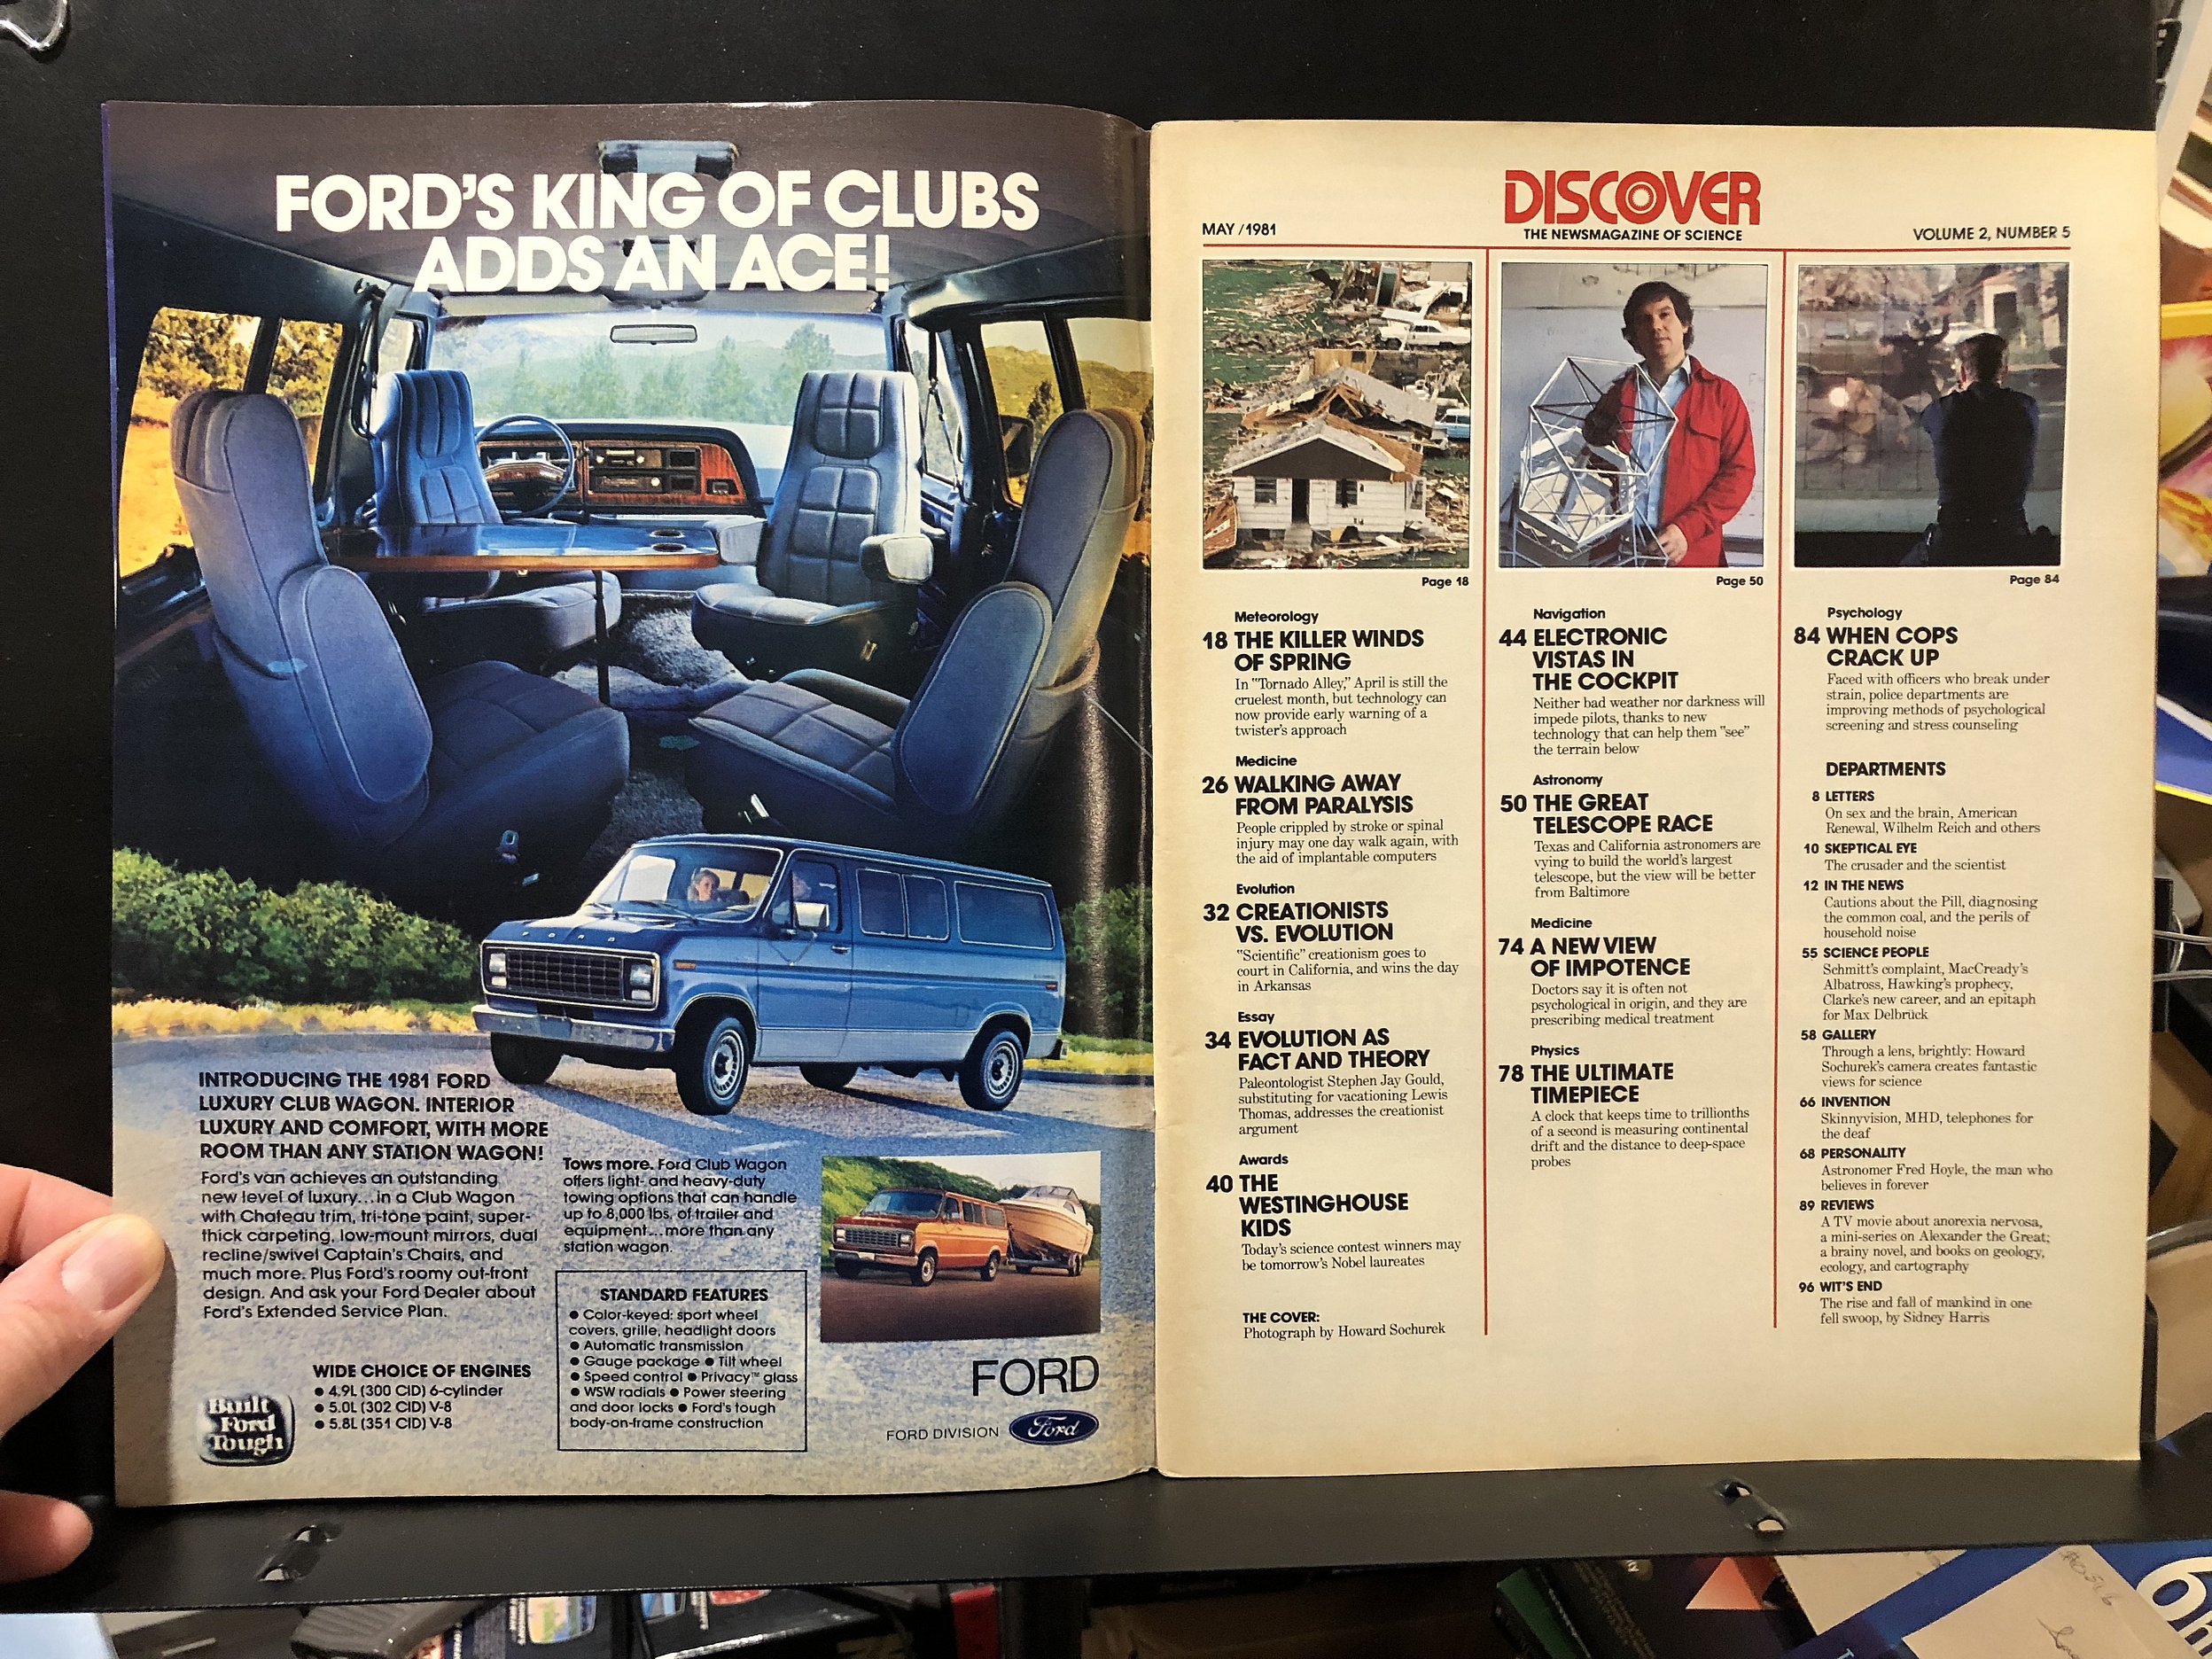 FORD'S KING OF CLUBS
ADDS AN ACE!
FORD
INTRODUCING THE 1981 FORD
LUXURY CLUB WAGON. INTERIOR
LUXURY AND COMFORT, WITH MORE
ROOM THAN ANY STATION WAGON!
Ford's van achieves an outstanding
new level of luxury...in a Club Wagon
with Chateau trim, tri-tone paint, super-
thick carpeting, low-mount mirrors, dual
recline/swivel Captain's Chairs, and
much more. Plus Ford's roomy out-front
design. And ask your Ford Dealer about
Ford's Extended Service Plan.
WIDE CHOICE OF ENGINES
● 4.9L (300 CID) 6-cylinder
● 5.0L (302 CID) V-8
● 5.8L (351 CID) V-8
Built
Ford
Tough
Tows more. Ford Club Wagon
offers light- and heavy-duty
towing options that can handle
up to 8,000 lbs. of trailer and
equipment...more than any
station wagon.
STANDARD FEATURES
● Color-keyed: sport wheel
covers, grille, headlight doors
● Automatic transmission
● Gauge package ● Tilt wheel
● Speed control ● Privacy™ glass
● WSW radials ● Power steering
and door locks ● Ford's tough
body-on-frame construction
FORD
FORD DIVISION Ford
DISCOVER
MAY / 1981
THE NEWSMAGAZINE OF SCIENCE
VOLUME 2, NUMBER 5
Page 18
Meteorology
18 THE KILLER WINDS
OF SPRING
In "Tornado Alley," April is still the
cruelest month, but technology can
now provide early warning of a
twister's approach
Medicine
26 WALKING AWAY
FROM PARALYSIS
People crippled by stroke or spinal
injury may one day walk again, with
the aid of implantable computers
Evolution
32 CREATIONISTS
VS. EVOLUTION
"Scientific" creationism goes to
court in California, and wins the day
in Arkansas
Essay
34 EVOLUTION AS
FACT AND THEORY
Paleontologist Stephen Jay Gould,
substituting for vacationing Lewis
Thomas, addresses the creationist
argument
Awards
40 THE
WESTINGHOUSE
KIDS
Today's science contest winners may
be tomorrow's Nobel laureates
THE COVER:
Photograph by Howard Sochurek
Page 50
Navigation
44 ELECTRONIC
VISTAS IN
THE COCKPIT
Neither bad weather nor darkness will
impede pilots, thanks to new
technology that can help them "see"
the terrain below
Astronomy
50 THE GREAT
TELESCOPE RACE
Texas and California astronomers are
vying to build the world's largest
telescope, but the view will be better
from Baltimore
Medicine
74 A NEW VIEW
OF IMPOTENCE
Doctors say it is often not
psychological in origin, and they are
prescribing medical treatment
Physics
78 THE ULTIMATE
TIMEPIECE
A clock that keeps time to trillionths
of a second is measuring continental
drift and the distance to deep-space
probes
Page 84
Psychology
84 WHEN COPS
CRACK UP
Faced with officers who break under
strain, police departments are
improving methods of psychological
screening and stress counseling
DEPARTMENTS
8 LETTERS
On sex and the brain, American
Renewal, Wilhelm Reich and others
10 SKEPTICAL EYE
The crusader and the scientist
12 IN THE NEWS
Cautions about the Pill, diagnosing
the common coal, and the perils of
household noise
55 SCIENCE PEOPLE
Schmitt's complaint, MacCready's
Albatross, Hawking's prophecy,
Clarke's new career, and an epitaph
for Max Delbrück
58 GALLERY
Through a lens, brightly: Howard
Sochurek's camera creates fantastic
views for science
66 INVENTION
Skinnyvision, MHD, telephones for
the deaf
68 PERSONALITY
Astronomer Fred Hoyle, the man who
believes in forever
89 REVIEWS
A TV movie about anorexia nervosa,
a mini-series on Alexander the Great;
a brainy novel, and books on geology,
ecology, and cartography
96 WIT'S END
The rise and fall of mankind in one
fell swoop, by Sidney Harris